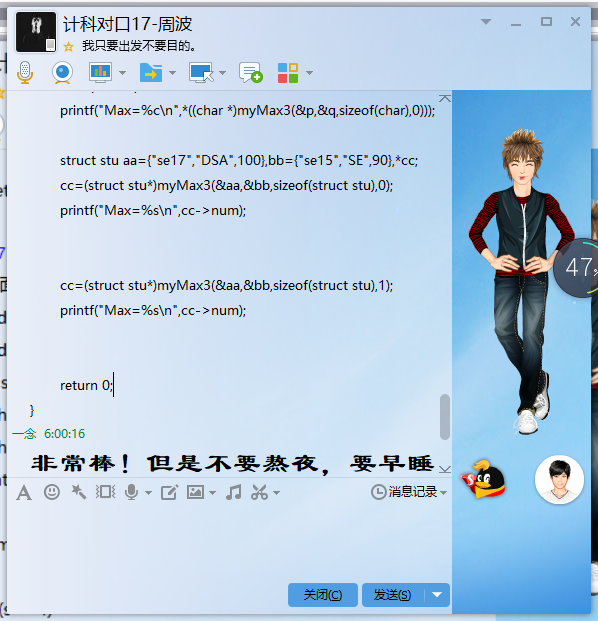 计科对口17-周波
我只要出发不要目的。
printf("Max=%c\n",*((char *)myMax3(&p,&q,sizeof(char),0)));
struct stu aa={"se17","DSA",100},bb={"se15","SE",90},*cc;
cc=(struct stu*)myMax3(&aa,&bb,sizeof(struct stu),0);
printf("Max=%s\n",cc->num);
cc=(struct stu*)myMax3(&aa,&bb,sizeof(struct stu),1);
printf("Max=%s\n",cc->num);
return 0;
}
一念 6:00:16
非常棒！但是不要熬夜，要早睡
消息记录
关闭(C) 发送(S)
47